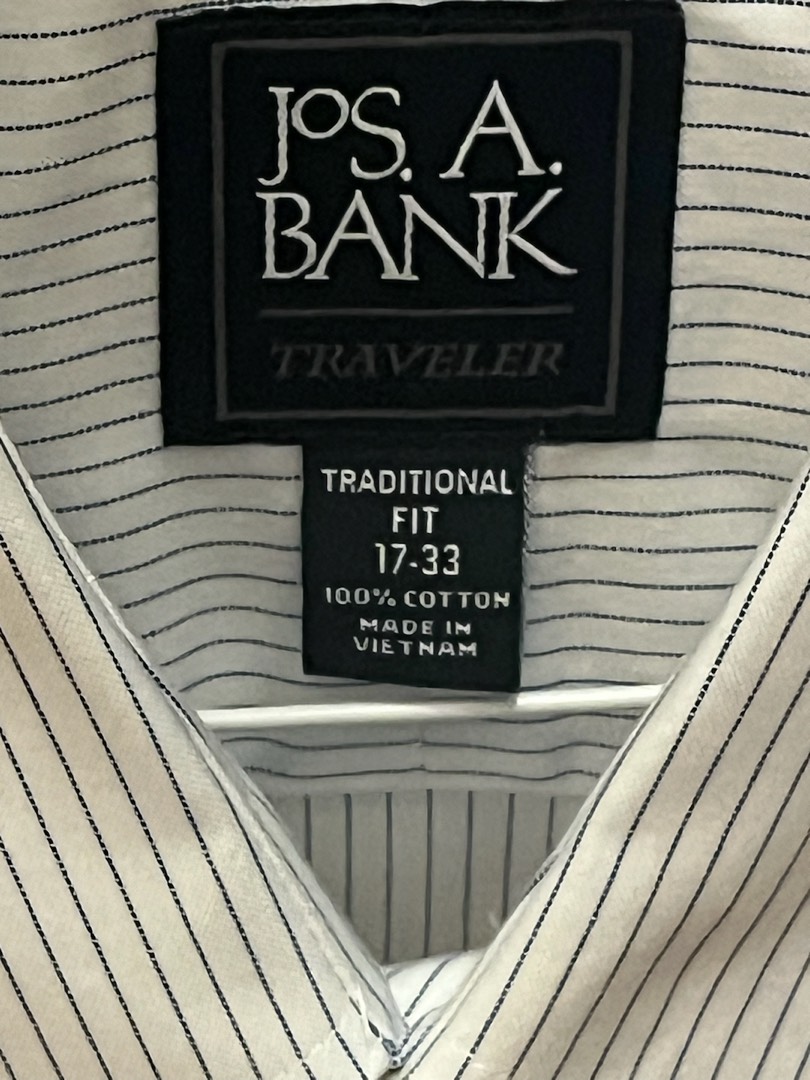 JOS. A.
BANK
TRAVELER
TRADITIONAL
FIT
17-33
100% COTTON
MADE IN
VIETNAM